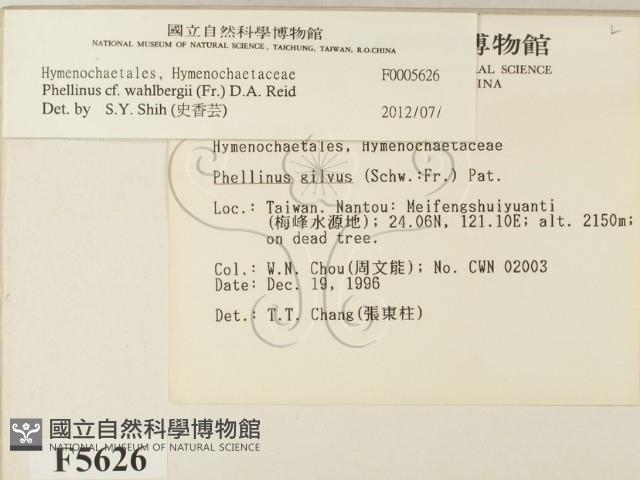 國立自然科學博物館
NATIONAL MUSEUM OF NATURAL SCIENCE, TAICHUNG, TAIWAN, R.O.CHINA
Hymenochaetales, Hymenochaetaceae F0005626
Phellinus cf. wahlbergii (Fr.) D.A. Reid
Det. by S.Y. Shih (史香芸) 2012/07/
博物館
SCIENCE
Hymenochaetales, Hymenochaetaceae
Phellinus gilvus (Schw.:Fr.) Pat.
Loc.: Taiwan. Nantou: Meifengshuiyuanti
(梅峰水源地); 24.06N, 121.10E; alt. 2150m;
on dead tree.
Col.: W.N. Chou(周文能); No. CWN 02003
Date: Dec. 19, 1996
Det.: T.T. Chang(張東柱)
國立自然科學博物館
NATIONAL MUSEUM OF NATURAL SCIENCE
F5626